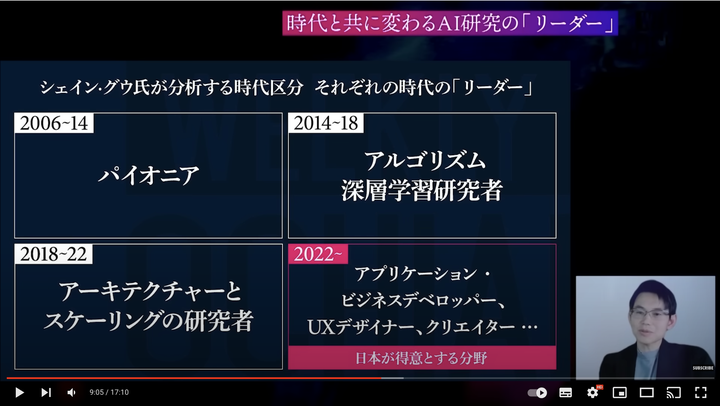 時代と共に変わるAI研究の「リーダー」
シェイン・グウ氏が分析する時代区分 それぞれの時代の「リーダー」
2006~14
パイオニア
2014~18
アルゴリズム
深層学習研究者
2018~22
アーキテクチャーと
スケーリングの研究者
2022~
アプリケーション・
ビジネスデベロッパー、
UXデザイナー、クリエイター …
日本が得意とする分野
SUBSCRIBE
9:05 / 17:10